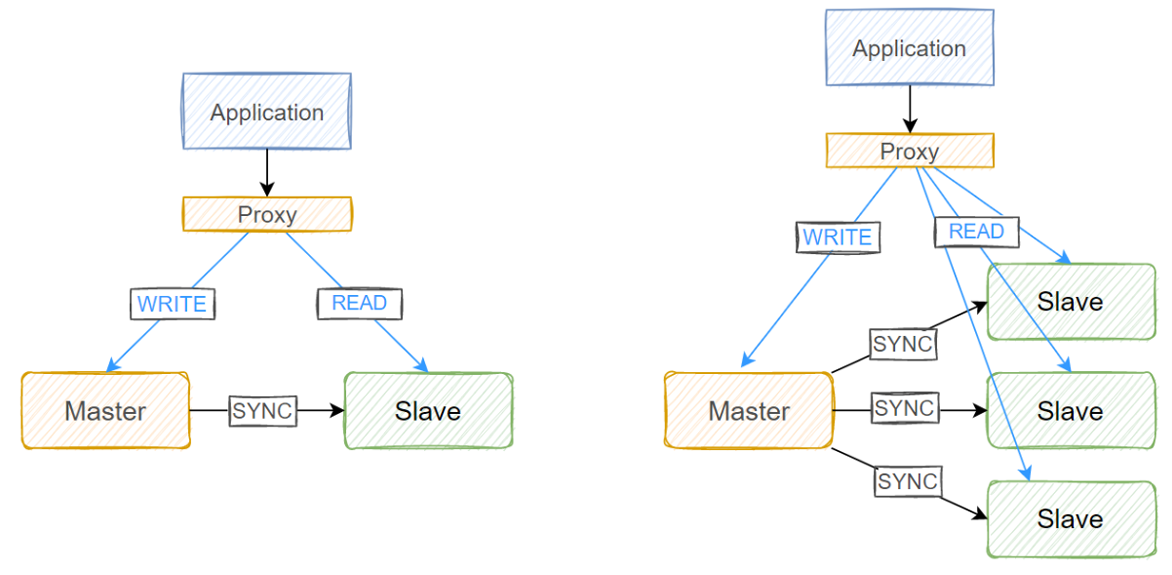 Application
Proxy
WRITE
READ
Master
SYNC
Slave
Application
Proxy
WRITE
READ
Slave
SYNC
Master
SYNC
Slave
SYNC
Slave